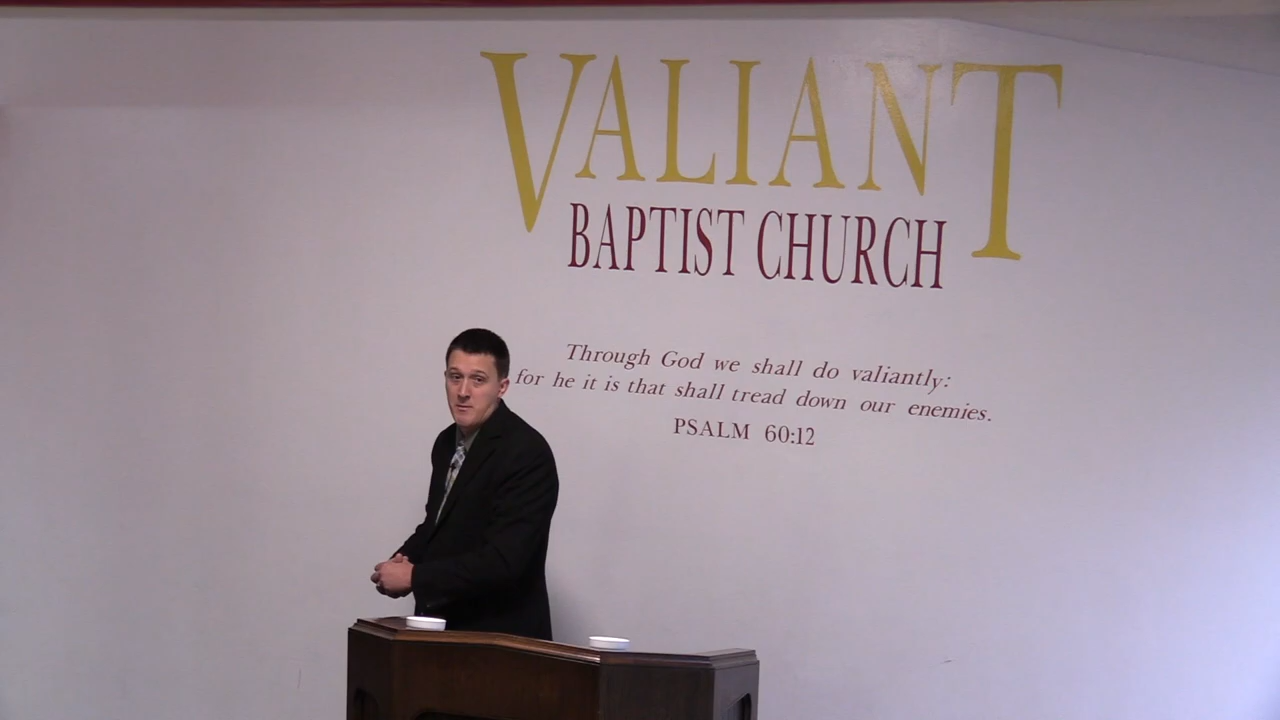 VALIANT
BAPTIST CHURCH
Through God we shall do valiantly:
for he it is that shall tread down our enemies.
PSALM 60:12